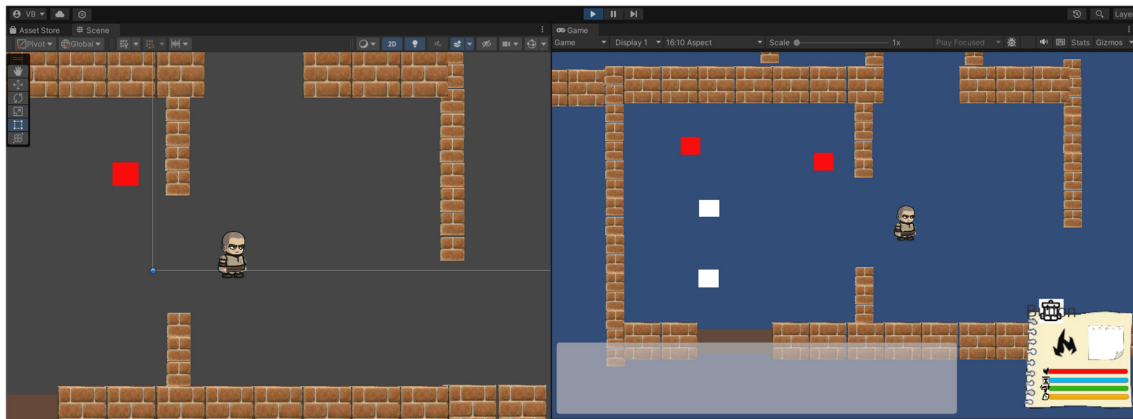 VB
Asset Store
Scene
Game
Pivot
Global
2D
Game
Display 1
16:10 Aspect
Scale
1x
Play Focused
Stats
Gizmos
Layer